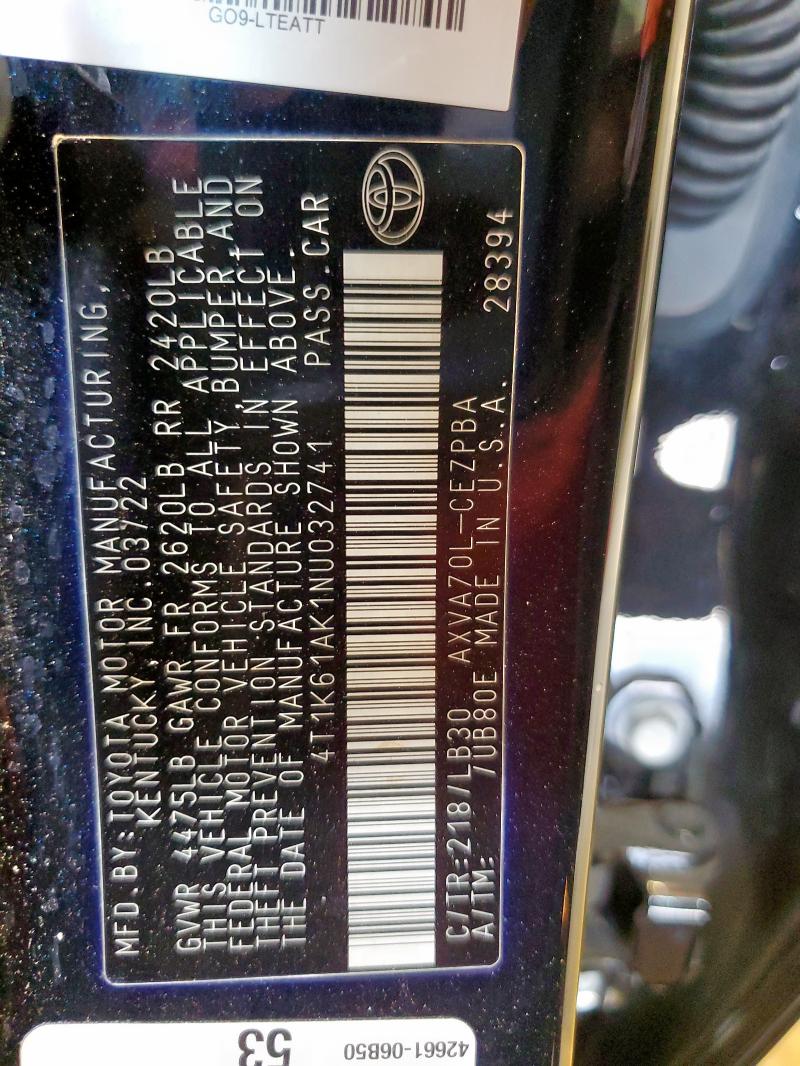 GO9-LTEATT
MFD.BY:TOYOTA MOTOR MANUFACTURING,
KENTUCKY, INC.03/22
GVWR 4475LB GAWR FR 2620LB RR 2420LB
THIS VEHICLE CONFORMS TO ALL APPLICABLE
FEDERAL MOTOR VEHICLE SAFETY,BUMPER,AND
THEFT PREVENTION STANDARDS IN EFFECT ON
THE DATE OF MANUFACTURE SHOWN ABOVE.
4T1K61AK1NU032741 PASS.CAR
C/TR:218/LB30 AXVA70L-CEZPBA
A/TM: /UB80E MADE IN U.S.A. 28394
53
42661-06B50